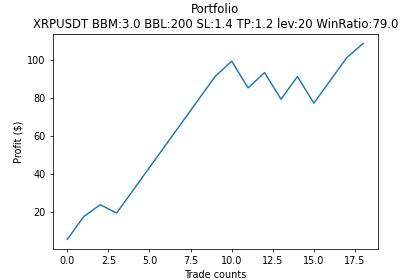 Portfolio
XRPUSDT BBM:3.0 BBL:200 SL:1.4 TP:1.2 lev:20 WinRatio:79.0
100
80
60
40
20
Profit ($)
0.0 2.5 5.0 7.5 10.0 12.5 15.0 17.5
Trade counts